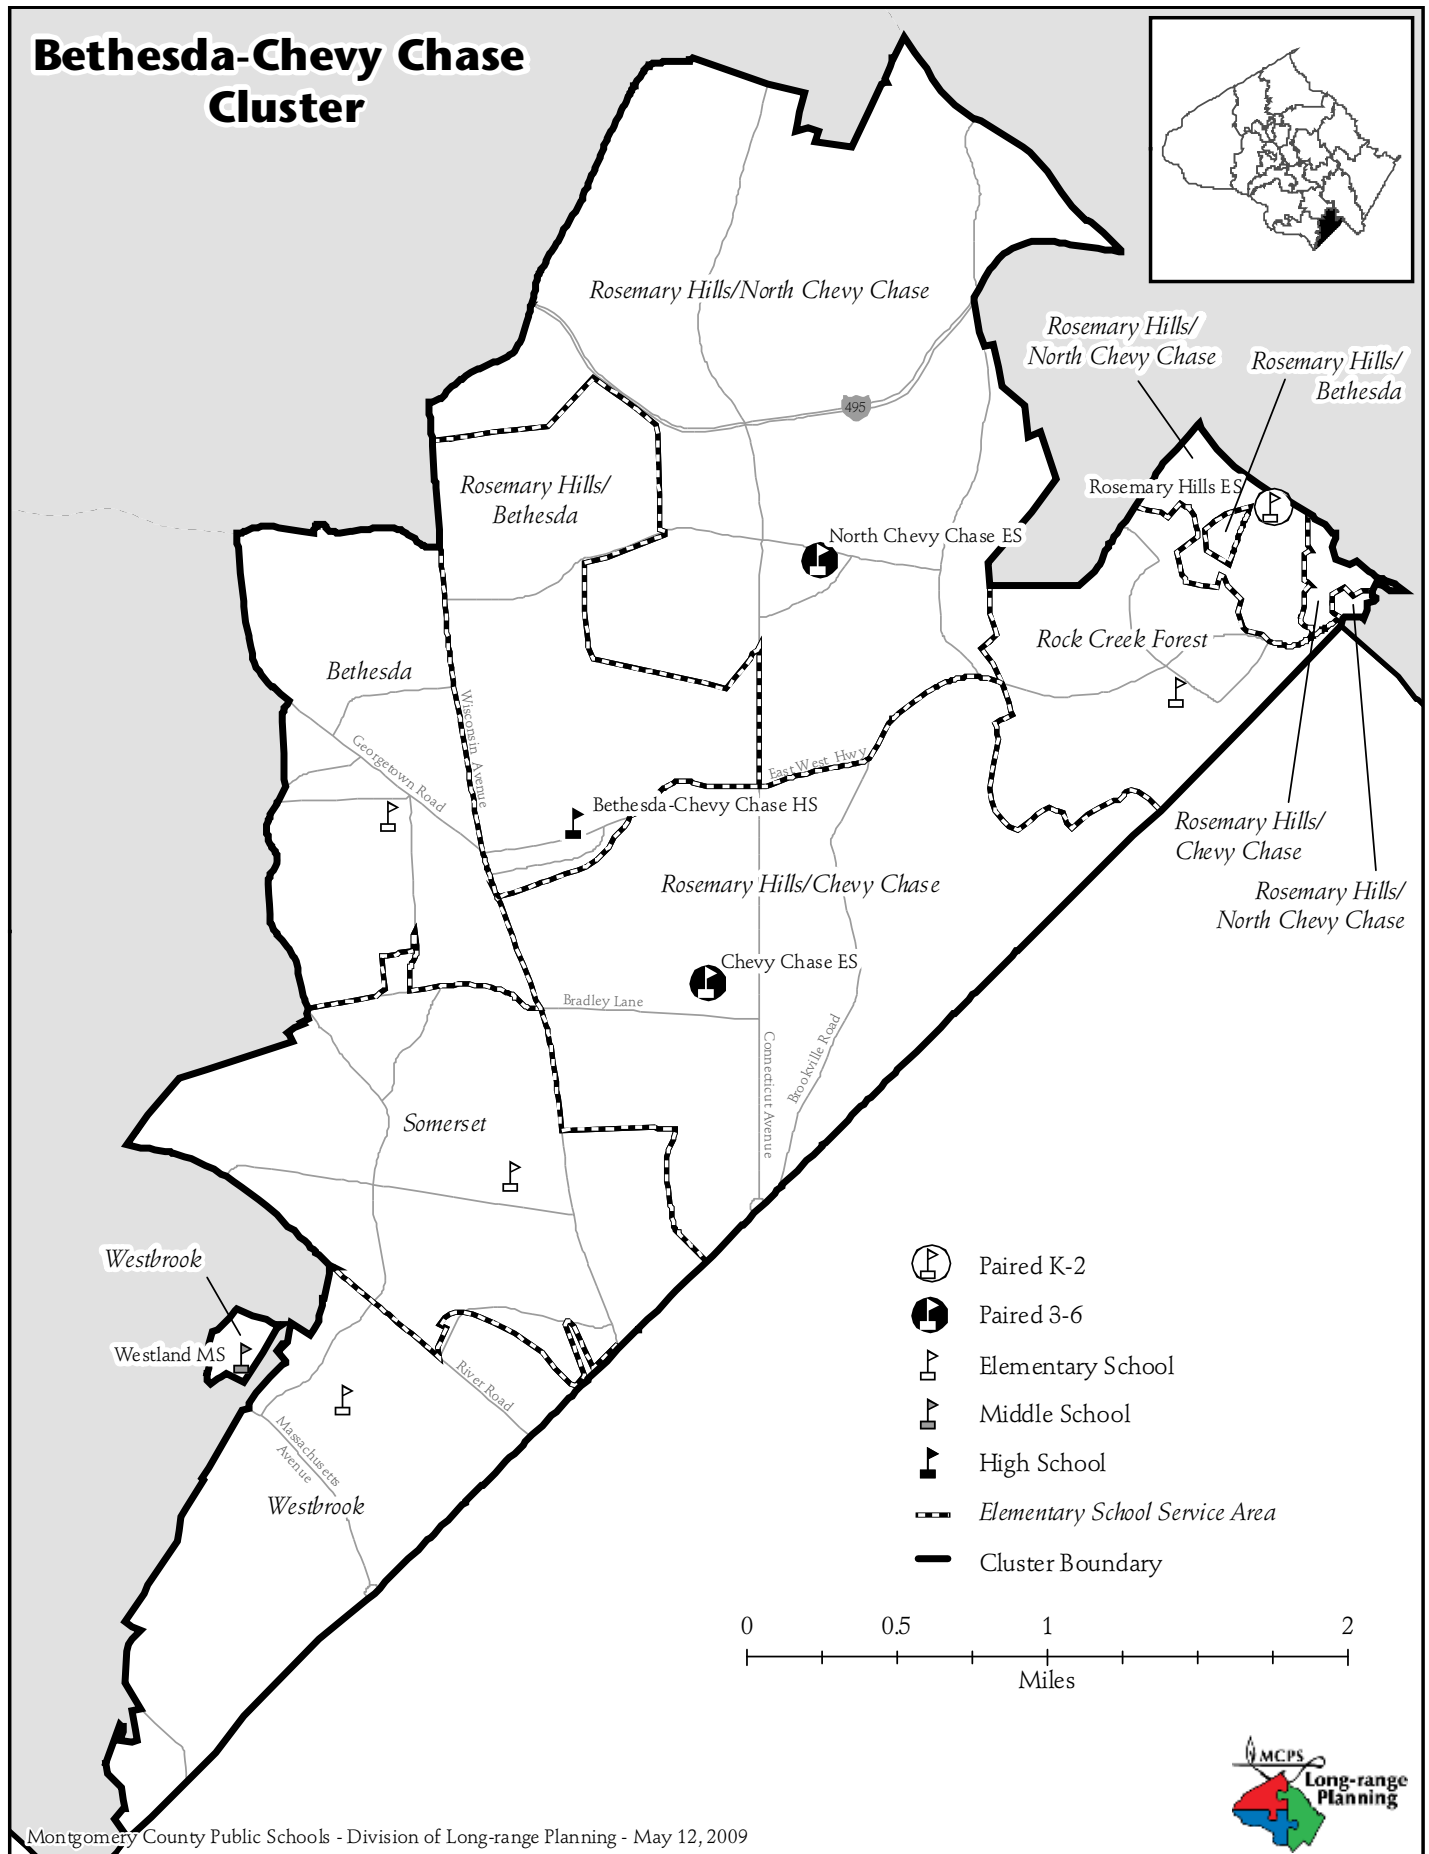 Bethesda-Chevy Chase
Cluster
Rosemary Hills/North Chevy Chase
Rosemary Hills/
North Chevy Chase
Rosemary Hills/
Bethesda
495
Rosemary Hills/
Bethesda
Rosemary Hills ES
North Chevy Chase ES
Rock Creek Forest
Bethesda
Wisconsin Avenue
Georgetown Road
East West Hwy
Bethesda-Chevy Chase HS
Rosemary Hills/
Chevy Chase
Rosemary Hills/Chevy Chase
Rosemary Hills/
North Chevy Chase
Chevy Chase ES
Bradley Lane
Connecticut Avenue
Brookville Road
Somerset
Westbrook
Westland MS
River Road
Massachusetts
Avenue
Westbrook
Paired K-2
Paired 3-6
Elementary School
Middle School
High School
Elementary School Service Area
Cluster Boundary
0 0.5 1 2
Miles
MCPS
Long-range
Planning
Montgomery County Public Schools - Division of Long-range Planning - May 12, 2009